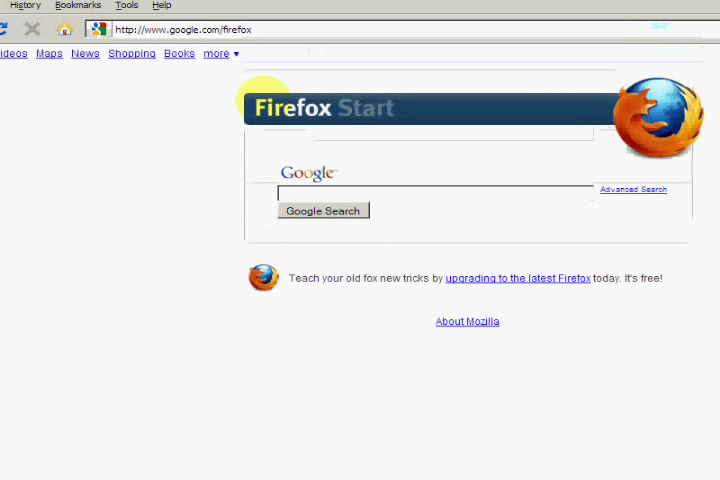 History Bookmarks Tools Help
http://www.google.com/firefox
ideos Maps News Shopping Books more ▼
Firefox Start
Google™
Advanced Search
Google Search
Teach your old fox new tricks by upgrading to the latest Firefox today. It's free!
About Mozilla